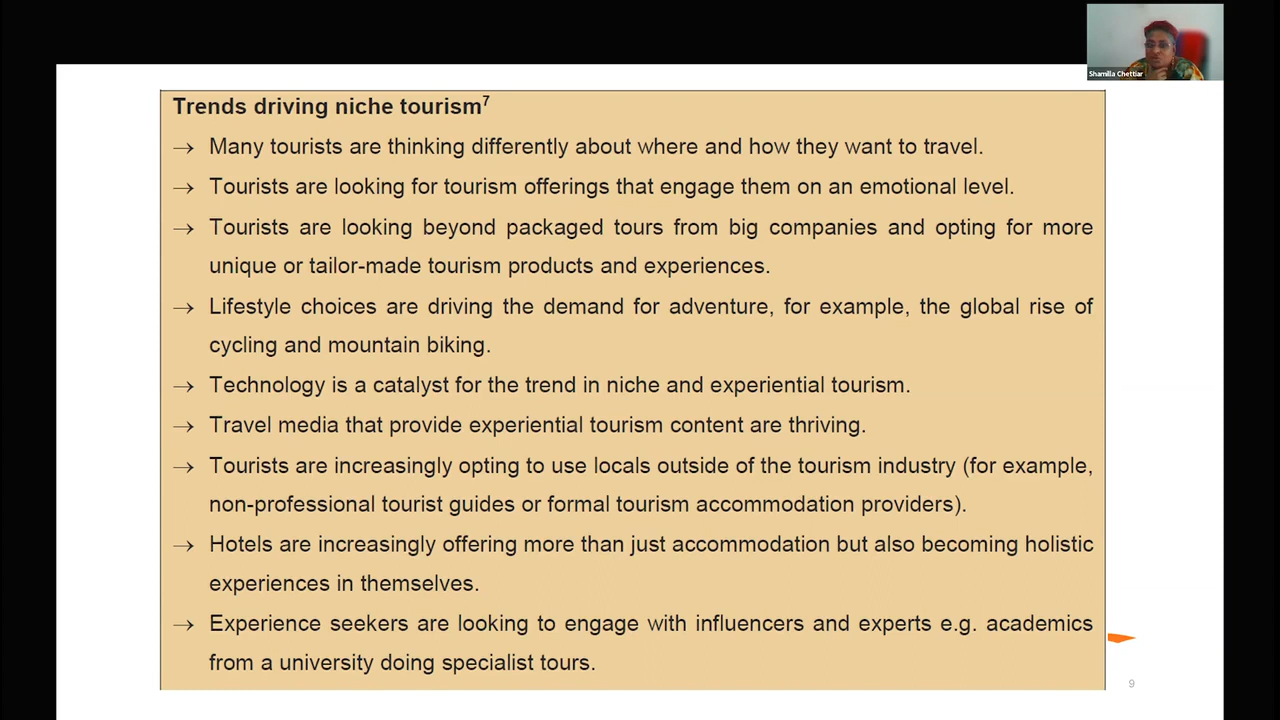 Shamilla Chettiar
Trends driving niche tourism7
→ Many tourists are thinking differently about where and how they want to travel.
→ Tourists are looking for tourism offerings that engage them on an emotional level.
→ Tourists are looking beyond packaged tours from big companies and opting for more
unique or tailor-made tourism products and experiences.
→ Lifestyle choices are driving the demand for adventure, for example, the global rise of
cycling and mountain biking.
→ Technology is a catalyst for the trend in niche and experiential tourism.
→ Travel media that provide experiential tourism content are thriving.
→ Tourists are increasingly opting to use locals outside of the tourism industry (for example,
non-professional tourist guides or formal tourism accommodation providers).
→ Hotels are increasingly offering more than just accommodation but also becoming holistic
experiences in themselves.
→ Experience seekers are looking to engage with influencers and experts e.g. academics
from a university doing specialist tours.
9